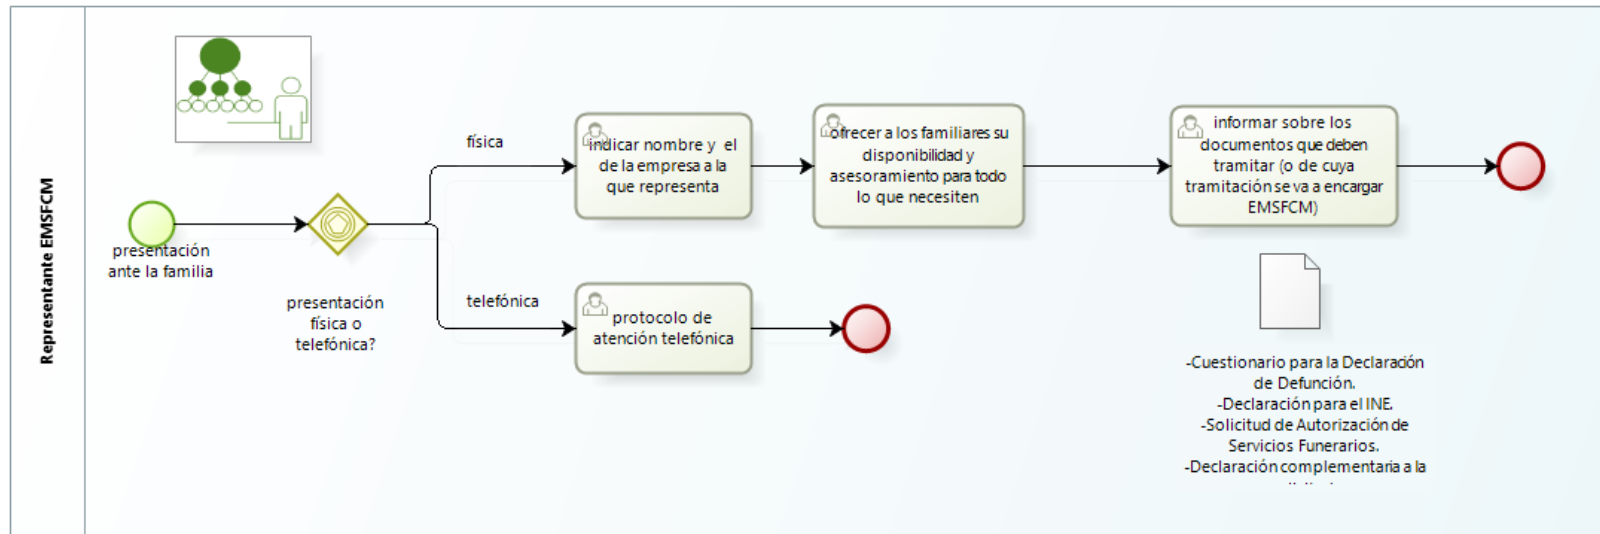 Representante EMSFCM
presentación
ante la familia
presentación
física o
telefónica?
física
telefónica
indicar nombre y el
de la empresa a la
que representa
ofrecer a los familiares su
disponibilidad y
asesoramiento para todo
lo que necesiten
informar sobre los
documentos que deben
tramitar (o de cuya
tramitación se va a encargar
EMSFCM)
protocolo de
atención telefónica
-Cuestionario para la Declaración
de Defunción.
-Declaración para el INE.
-Solicitud de Autorización de
Servicios Funerarios.
-Declaración complementaria a la